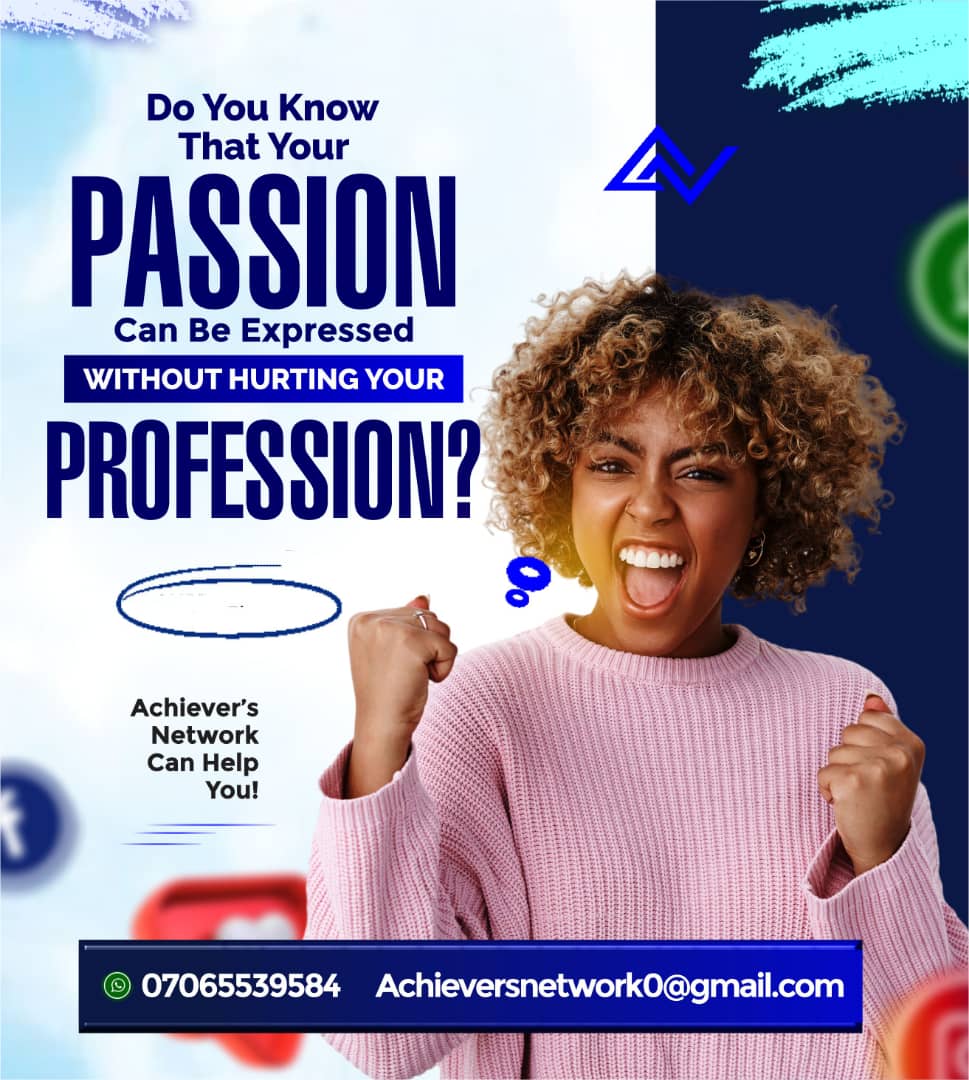 Do You Know
That Your
PASSION
Can Be Expressed
WITHOUT HURTING YOUR
PROFESSION?
Achiever's
Network
Can Help
You!
07065539584 Achieversnetwork0@gmail.com